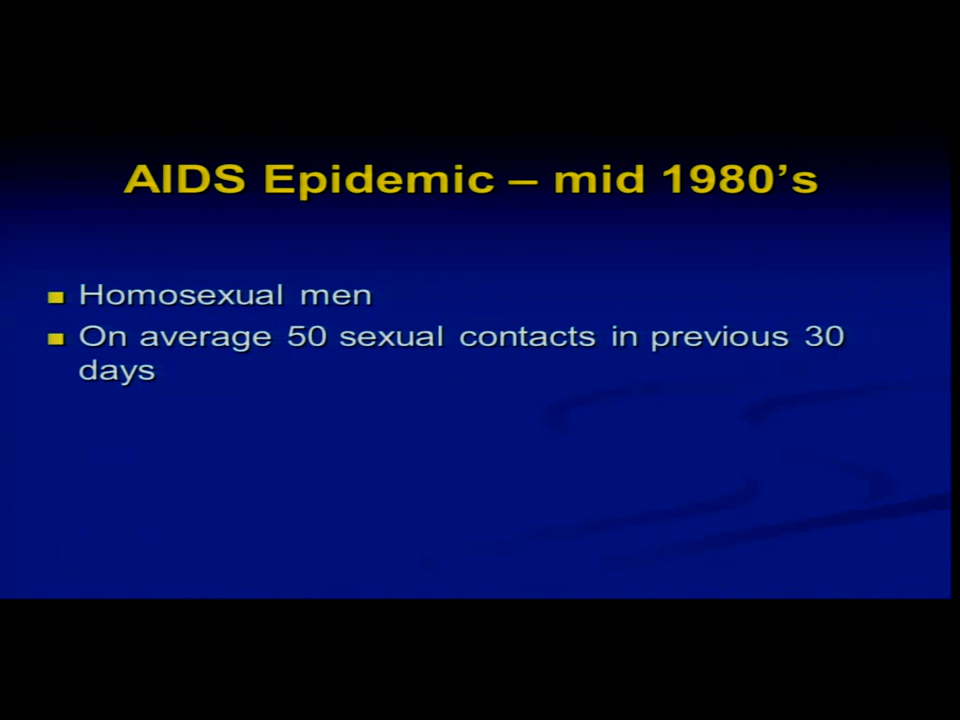 AIDS Epidemic – mid 1980’s
Homosexual men
On average 50 sexual contacts in previous 30
days